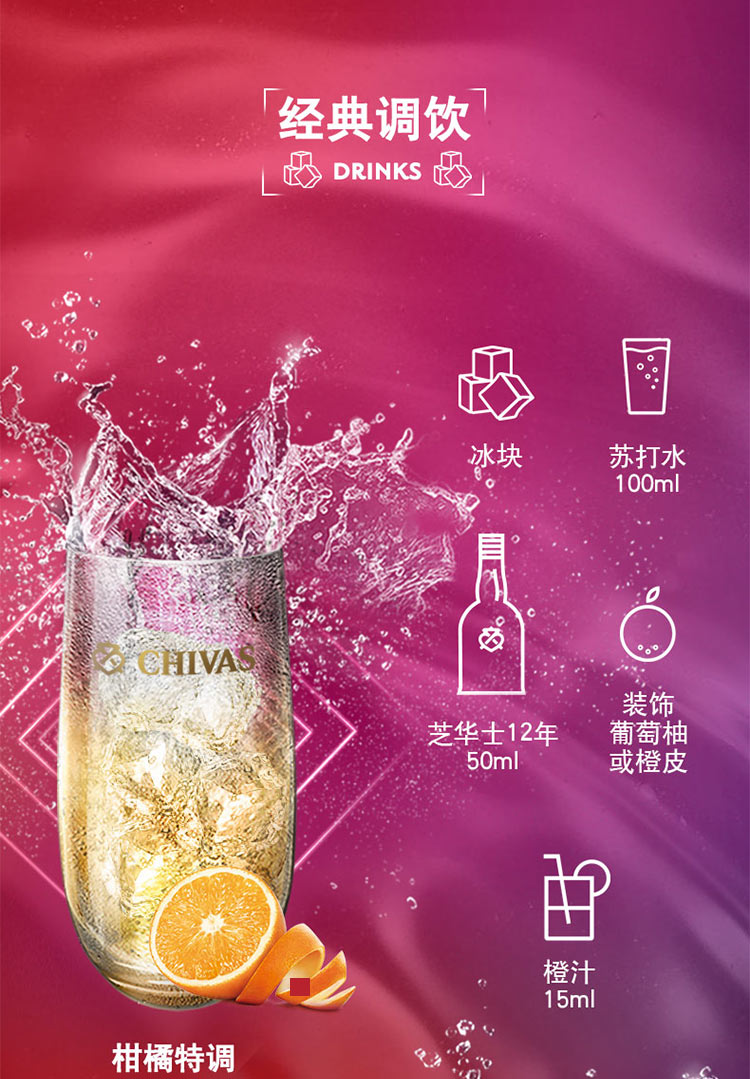 经典调饮
DRINKS
冰块
苏打水
100ml
CHIVAS
芝华士12年
50ml
装饰
葡萄柚
或橙皮
橙汁
15ml
柑橘特调